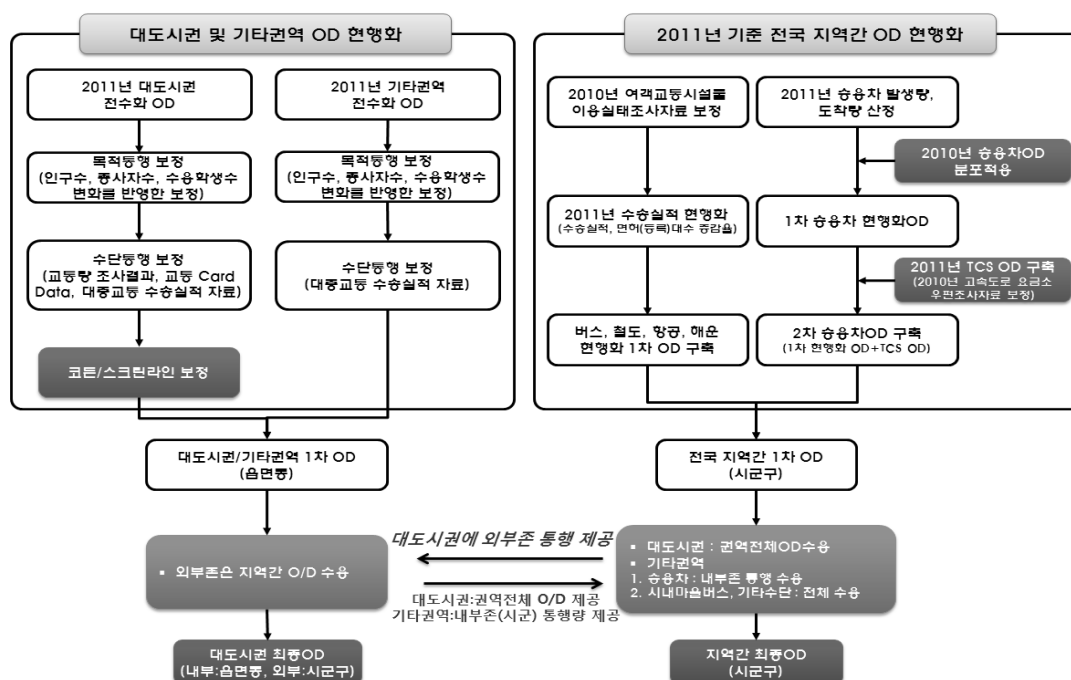 대도시권 및 기타권역 OD 현행화
2011년 대도시권
전수화 OD
2011년 기타권역
전수화 OD
목적통행 보정
(인구수, 종사자수, 수용학생수
변화를 반영한 보정)
목적통행 보정
(인구수, 종사자수, 수용학생수
변화를 반영한 보정)
수단통행 보정
(교통량 조사결과, 교통 Card
Data, 대중교통 수송실적 자료)
수단통행 보정
(대중교통 수송실적 자료)
코든/스크린라인 보정
대도시권/기타권역 1차 OD
(읍면동)
2011년 기준 전국 지역간 OD 현행화
2010년 여객교통시설물
이용실태조사자료 보정
2011년 승용차 발생량,
도착량 산정
2010년 승용차OD
분포적용
2011년 수송실적 현행화
(수송실적, 면허(등록)대수 증감율)
1차 승용차 현행화OD
2011년 TCS OD 구축
(2010년 고속도로 요금소
우편조사자료 보정)
버스, 철도, 항공, 해운
현행화 1차 OD 구축
2차 승용차OD 구축
(1차 현행화 OD+TCS OD)
전국 지역간 1차 OD
(시군구)
▪ 외부존은 지역간 O/D 수용
대도시권에 외부존 통행 제공
대도시권:권역전체 O/D 제공
기타권역:내부존(시군) 통행량 제공
▪ 대도시권 : 권역전체OD수용
▪ 기타권역
1. 승용차 : 내부존 통행 수용
2. 시내마을버스, 기타수단 : 전체 수용
대도시권 최종OD
(내부:읍면동, 외부:시군구)
지역간 최종OD
(시군구)